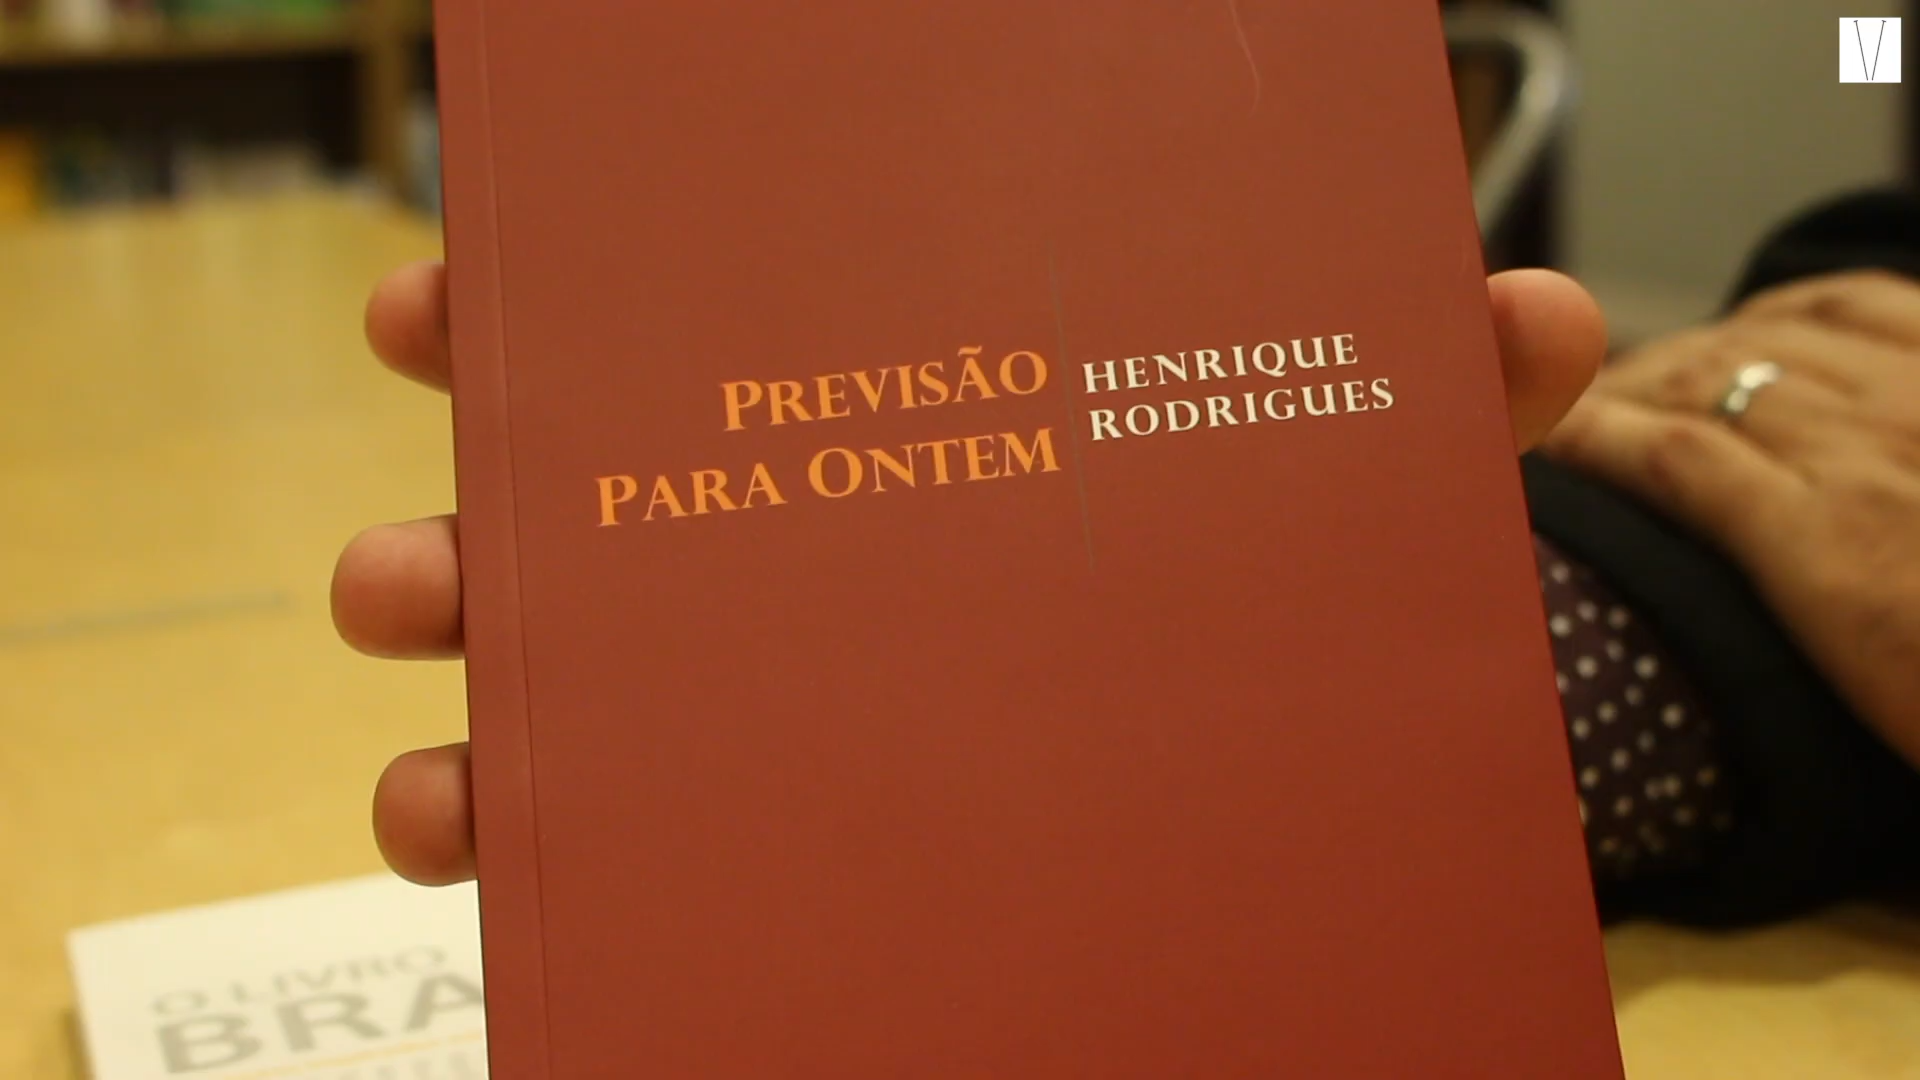 PREVISÃO
PARA ONTEM
HENRIQUE
RODRIGUES
O LIVRO
BRA